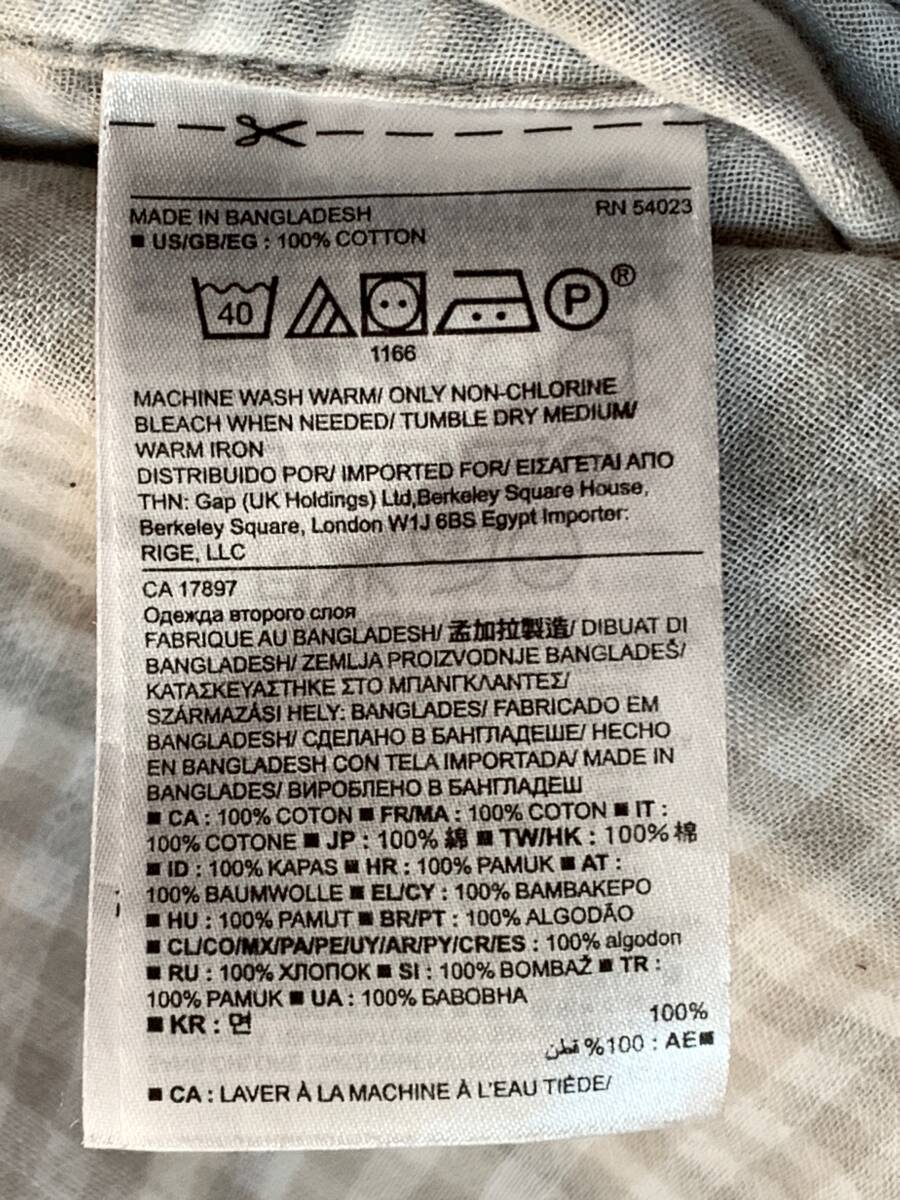 MADE IN BANGLADESH
RN 54023
■ US/GB/EG : 100% COTTON
40
P
®
1166
MACHINE WASH WARM/ ONLY NON-CHLORINE
BLEACH WHEN NEEDED/ TUMBLE DRY MEDIUM/
WARM IRON
DISTRIBUIDO POR/ IMPORTED FOR/ ΕΙΣΑΓΕΤΑΙ ΑΠΟ
THN: Gap (UK Holdings) Ltd,Berkeley Square House,
Berkeley Square, London W1J 6BS Egypt Importer:
RIGE, LLC
CA 17897
Одежда второго слоя
FABRIQUE AU BANGLADESH/ 孟加拉製造/ DIBUAT DI
BANGLADESH/ ZEMLJA PROIZVODNJE BANGLADEŠ/
ΚΑΤΑΣΚΕΥΑΣΤΗΚΕ ΣΤΟ ΜΠΑΝΓΚΛΑΝΤΕΣ/
SZÁRMAZÁSI HELY: BANGLADES/ FABRICADO EM
BANGLADESH/ СДЕЛАНО В БАНГЛАДЕШЕ/ HECHO
EN BANGLADESH CON TELA IMPORTADA/ MADE IN
BANGLADES/ ВИРОБЛЕНО В БАНГЛАДЕШ
■ CA : 100% COTON ■ FR/MA : 100% COTON ■ IT :
100% COTONE ■ JP : 100% 綿 ■ TW/HK : 100% 棉
■ ID : 100% KAPAS ■ HR : 100% PAMUK ■ AT :
100% BAUMWOLLE ■ EL/CY : 100% ΒΑΜΒΑΚΕΡΟ
■ HU : 100% PAMUT ■ BR/PT : 100% ALGODÃO
■ CL/CO/MX/PA/PE/UY/AR/PY/CR/ES : 100% algodon
■ RU : 100% ХЛОПОК ■ SI : 100% BOMBAŽ ■ TR :
100% PAMUK ■ UA : 100% БАВОВНА
■ KR : 면 100%
■AE : 100% قطن
■ CA : LAVER À LA MACHINE À L'EAU TIÈDE/